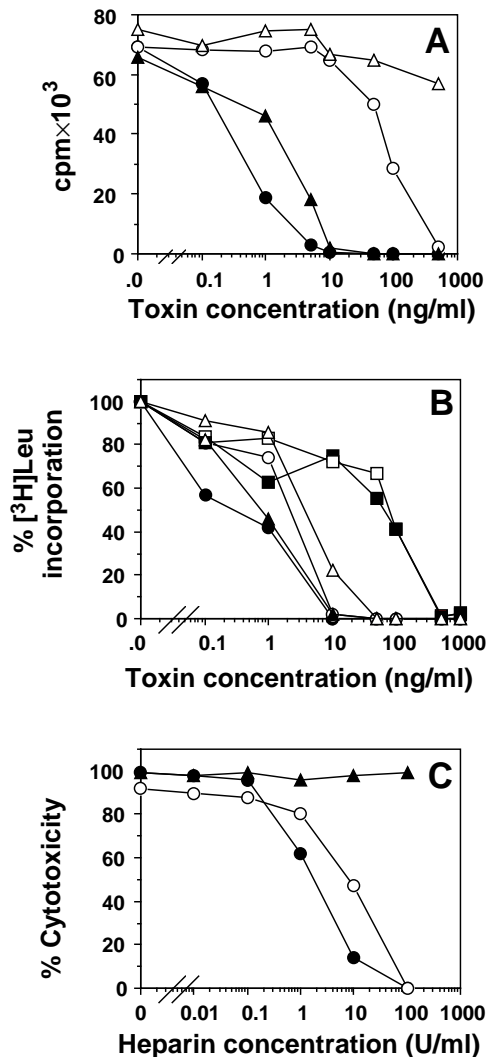 A
80
60
40
20
0
cpm×10³
.0 0.1 1 10 100 1000
Toxin concentration (ng/ml)
B
100
80
60
40
20
0
% [³H]Leu
incorporation
.0 0.1 1 10 100 1000
Toxin concentration (ng/ml)
C
100
80
60
40
20
0
% Cytotoxicity
0 0.01 0.1 1 10 100 1000
Heparin concentration (U/ml)